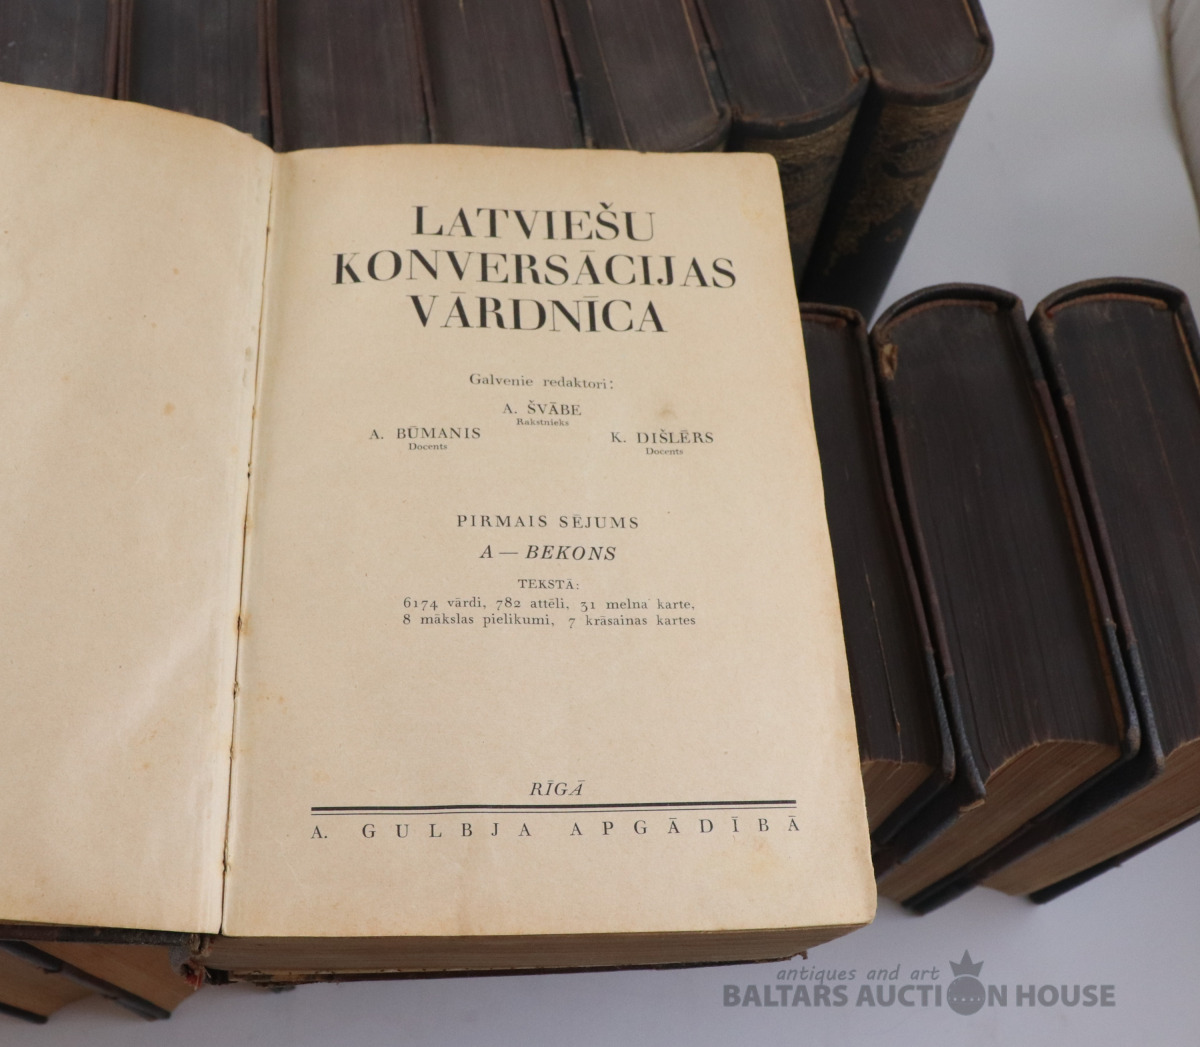 LATVIEŠU
KONVERSĀCIJAS
VĀRDNĪCA
Galvenie redaktori:
A. ŠVĀBE
Rakstnieks
A. BŪMANIS
Docents
K. DIŠLĒRS
Docents
PIRMAIS SĒJUMS
A — BEKONS
TEKSTĀ:
6174 vārdi, 782 attēli, 31 melna karte,
8 mākslas pielikumi, 7 krāsainas kartes
RĪGĀ
A. GULBJA APGĀDĪBĀ
antiques and art
BALTARS AUCTION HOUSE